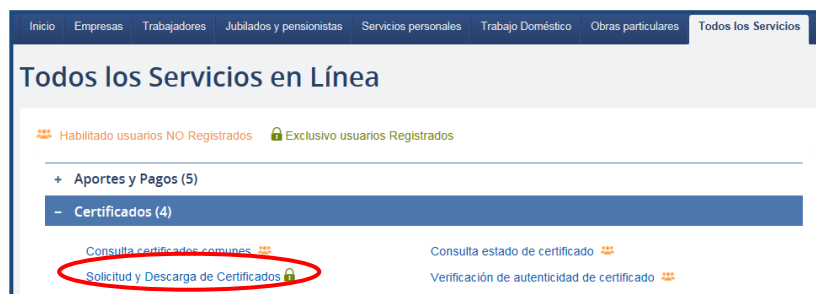 Inicio Empresas Trabajadores Jubilados y pensionistas Servicios personales Trabajo Doméstico Obras particulares Todos los Servicios
Todos los Servicios en Línea
Habilitado usuarios NO Registrados Exclusivo usuarios Registrados
+ Aportes y Pagos (5)
– Certificados (4)
Consulta certificados comunes Consulta estado de certificado
Solicitud y Descarga de Certificados Verificación de autenticidad de certificado